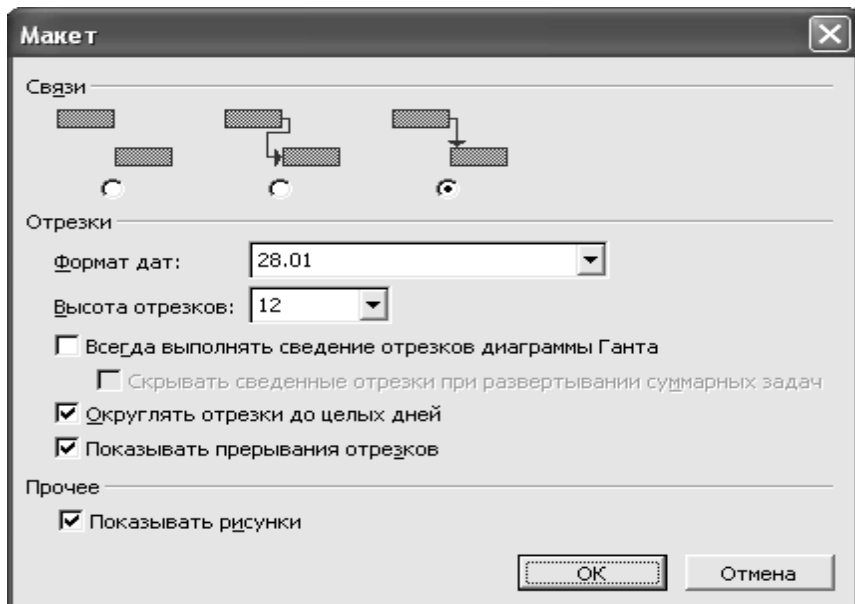 Макет
Связи
Отрезки
Формат дат: 28.01
Высота отрезков: 12
Всегда выполнять сведение отрезков диаграммы Ганта
Скрывать сведенные отрезки при развертывании суммарных задач
Округлять отрезки до целых дней
Показывать прерывания отрезков
Прочее
Показывать рисунки
ОК Отмена